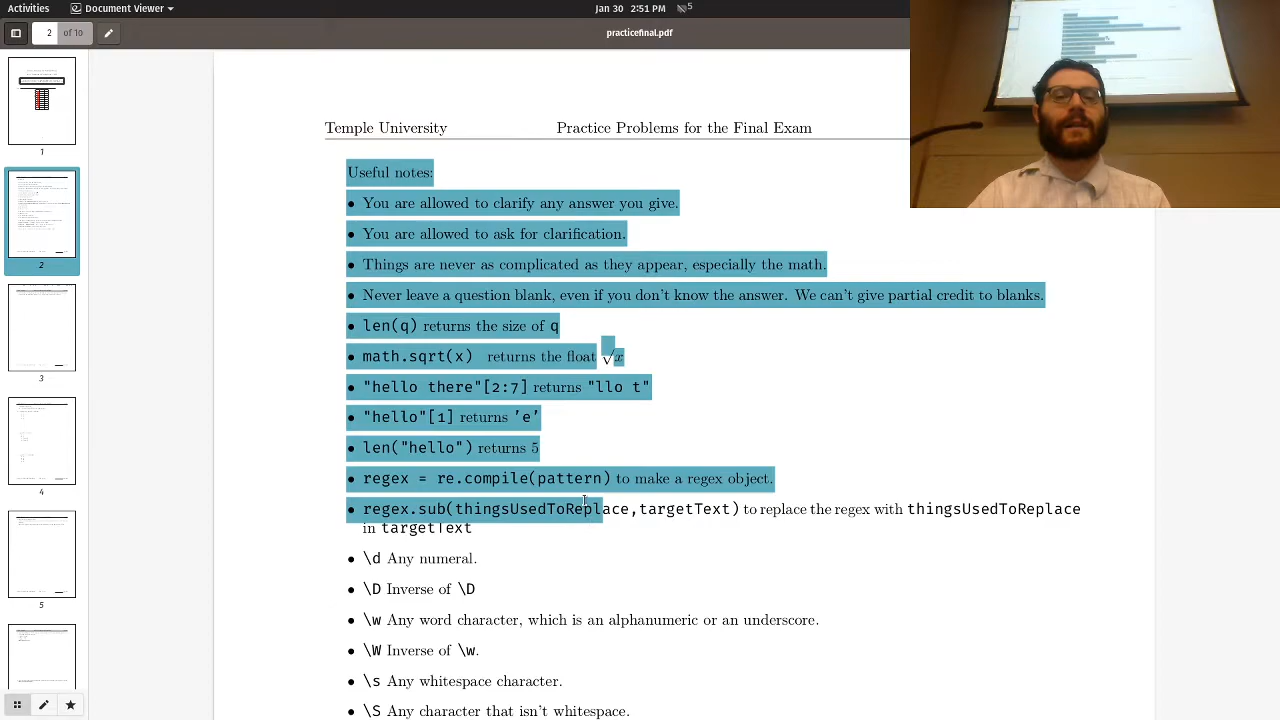 Activities Document Viewer Jan 30 2:51 PM 5
2 of 10 practice3.pdf
Temple University Practice Problems for the Final Exam
Useful notes:
• You are allowed to clarify any answer you give.
• You are allowed to ask for clarification.
• Things are never as complicated as they appear, especially the math.
• Never leave a question blank, even if you don't know the answer. We can't give partial credit to blanks.
• len(q) returns the size of q
• math.sqrt(x) returns the float √x
• "hello there"[2:7] returns "llo t"
• "hello"[1] returns 'e'
• len("hello") returns 5
• regex = re.compile(pattern) to make a regex object.
• regex.sub(thingsUsedToReplace,targetText) to replace the regex with thingsUsedToReplace
in targetText
• \d Any numeral.
• \D Inverse of \D
• \w Any word character, which is an alphanumeric or an underscore.
• \W Inverse of \w.
• \s Any whitespace character.
• \S Any character that isn't whitespace.
1
2
3
4
5